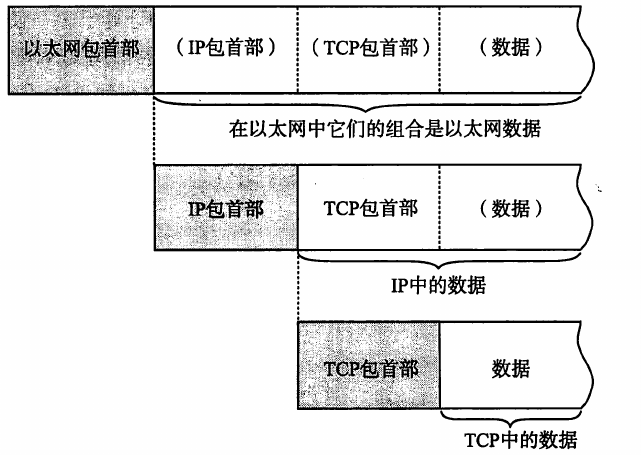 以太网包首部 （IP包首部） （TCP包首部） （数据）
在以太网中它们的组合是以太网数据
IP包首部 TCP包首部 （数据）
IP中的数据
TCP包首部 数据
TCP中的数据